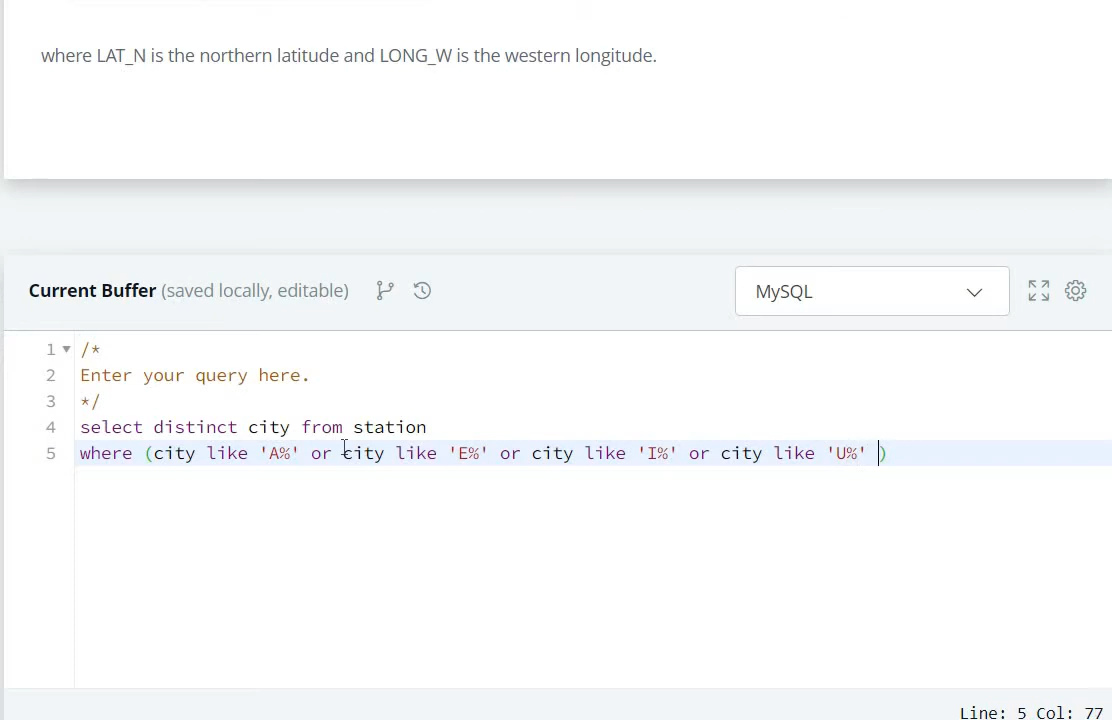 where LAT_N is the northern latitude and LONG_W is the western longitude.
Current Buffer (saved locally, editable)
MySQL
1 /*
2 Enter your query here.
3 */
4 select distinct city from station
5 where (city like 'A%' or city like 'E%' or city like 'I%' or city like 'U%' )
Line: 5 Col: 77